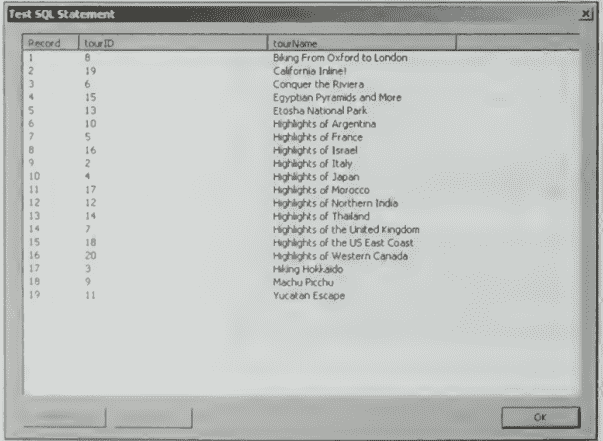 Test SQL Statement
Record tourID tourName
1 8 Biking From Oxford to London
2 19 California Inline!
3 6 Conquer the Riviera
4 15 Egyptian Pyramids and More
5 13 Etosha National Park
6 10 Highlights of Argentina
7 5 Highlights of France
8 16 Highlights of Israel
9 2 Highlights of Italy
10 4 Highlights of Japan
11 17 Highlights of Morocco
12 12 Highlights of Northern India
13 14 Highlights of Thailand
14 7 Highlights of the United Kingdom
15 18 Highlights of the US East Coast
16 20 Highlights of Western Canada
17 3 Hiking Hokkaido
18 9 Machu Picchu
19 11 Yucatan Escape
OK